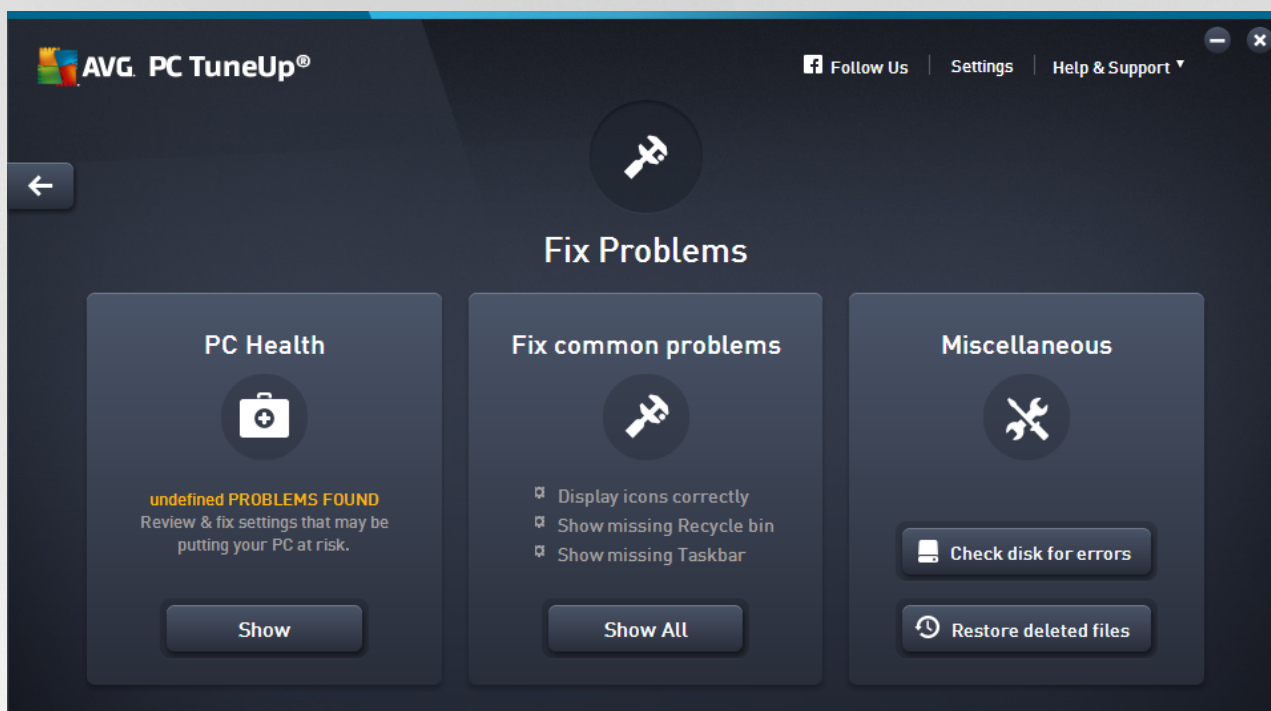 AVG. PC TuneUp®
Follow Us
Settings
Help & Support
Fix Problems
PC Health
undefined PROBLEMS FOUND
Review & fix settings that may be
putting your PC at risk.
Show
Fix common problems
Display icons correctly
Show missing Recycle bin
Show missing Taskbar
Show All
Miscellaneous
Check disk for errors
Restore deleted files